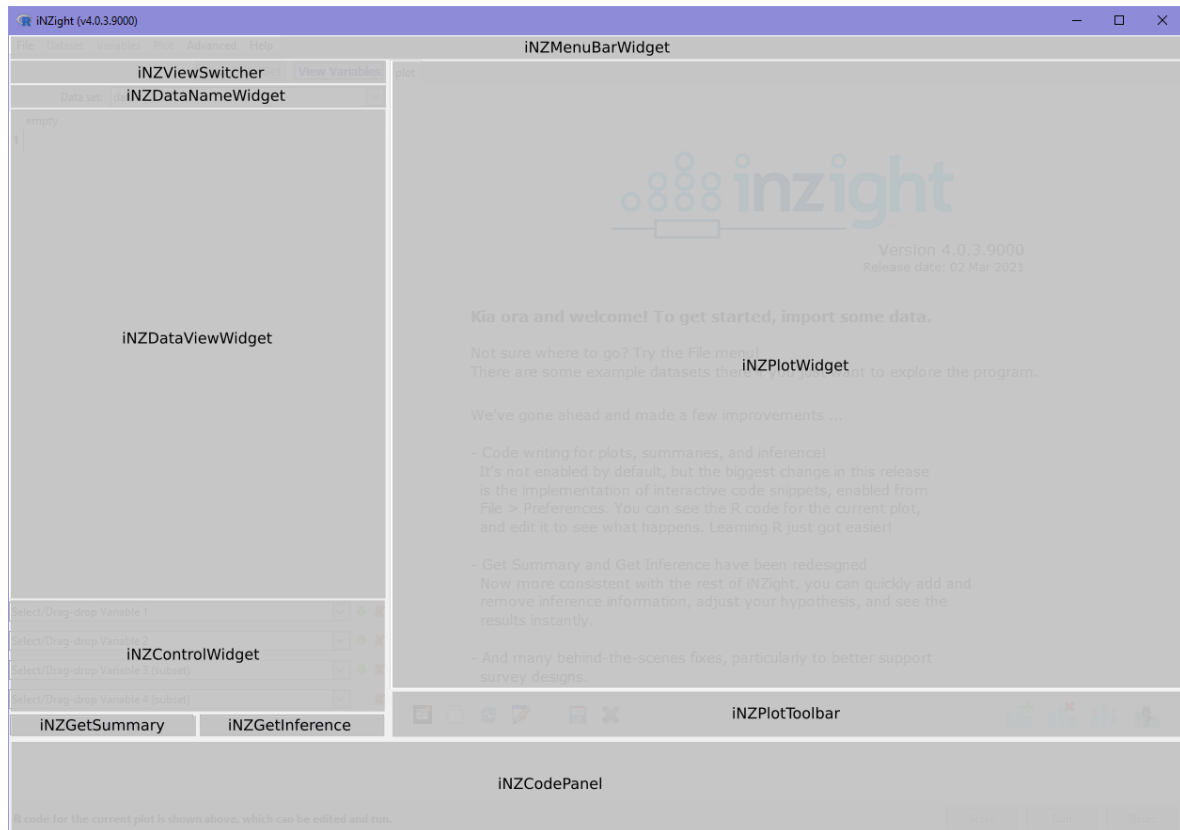 iNZight (v4.0.3.9000)
File Dataset Variables Plot Advanced Help
iNZMenuBarWidget
iNZViewSwitcher
View Variables
plot
Data set:
iNZDataNameWidget
empty
1
inzight
Version 4.0.3.9000
Release date: 02 Mar 2021
Kia ora and welcome! To get started, import some data.
iNZDataViewWidget
Not sure where to go? Try the File menu!
iNZPlotWidget
There are some example datasets there if you just want to explore the program.
We've gone ahead and made a few improvements ...
- Code writing for plots, summaries, and inference!
It's not enabled by default, but the biggest change in this release
is the implementation of interactive code snippets, enabled from
File > Preferences. You can see the R code for the current plot,
and edit it to see what happens. Learning R just got easier!
- Get Summary and Get Inference have been redesigned
Now more consistent with the rest of iNZight, you can quickly add and
remove inference information, adjust your hypothesis, and see the
results instantly.
- And many behind-the-scenes fixes, particularly to better support
survey designs.
Select/Drag-drop Variable 1
Select/Drag-drop Variable 2
iNZControlWidget
Select/Drag-drop Variable 3 (subset)
Select/Drag-drop Variable 4 (subset)
iNZGetSummary
iNZGetInference
iNZPlotToolbar
iNZCodePanel
R code for the current plot is shown above, which can be edited and run.